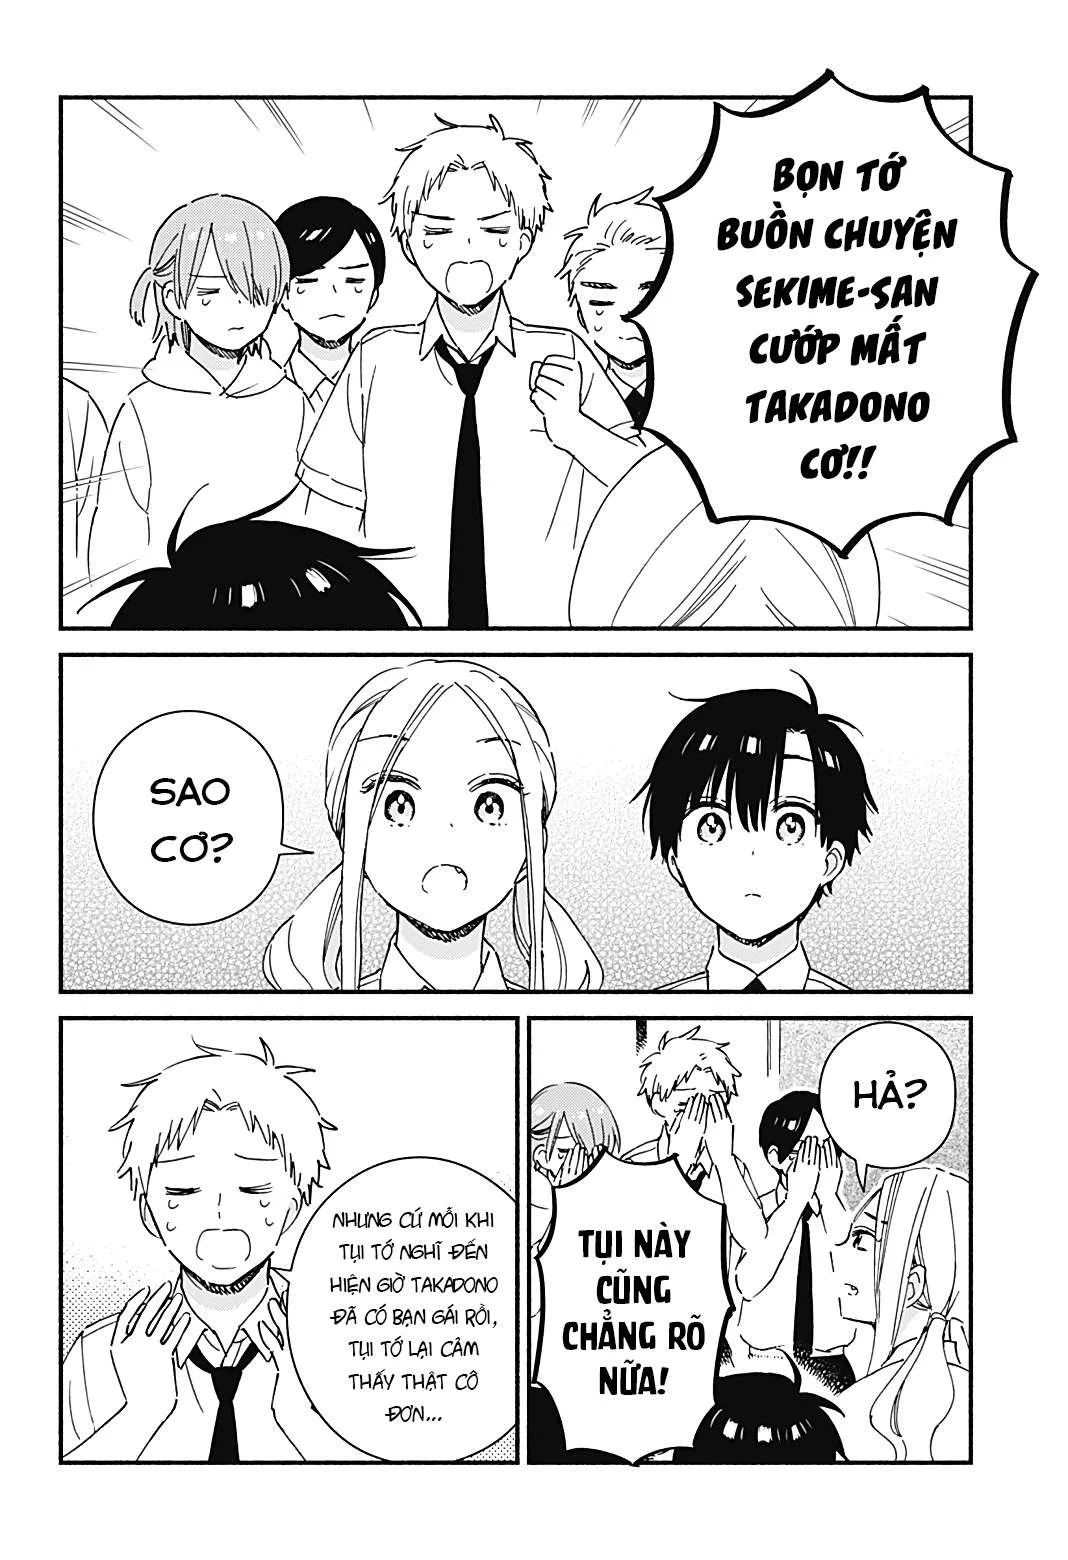 BỌN TỚ
BUỒN CHUYỆN
SEKIME-SAN
CƯỚP MẤT
TAKADONO
CƠ!!
SAO
CƠ?
HẢ?
TỤI NÀY
CŨNG
CHẲNG RÕ
NỮA!
NHƯNG CỨ MỖI KHI
TỤI TỚ NGHĨ ĐẾN
HIỆN GIỜ TAKADONO
ĐÃ CÓ BẠN GÁI RỒI,
TỤI TỚ LẠI CẢM
THẤY THẬT CÔ
ĐƠN...